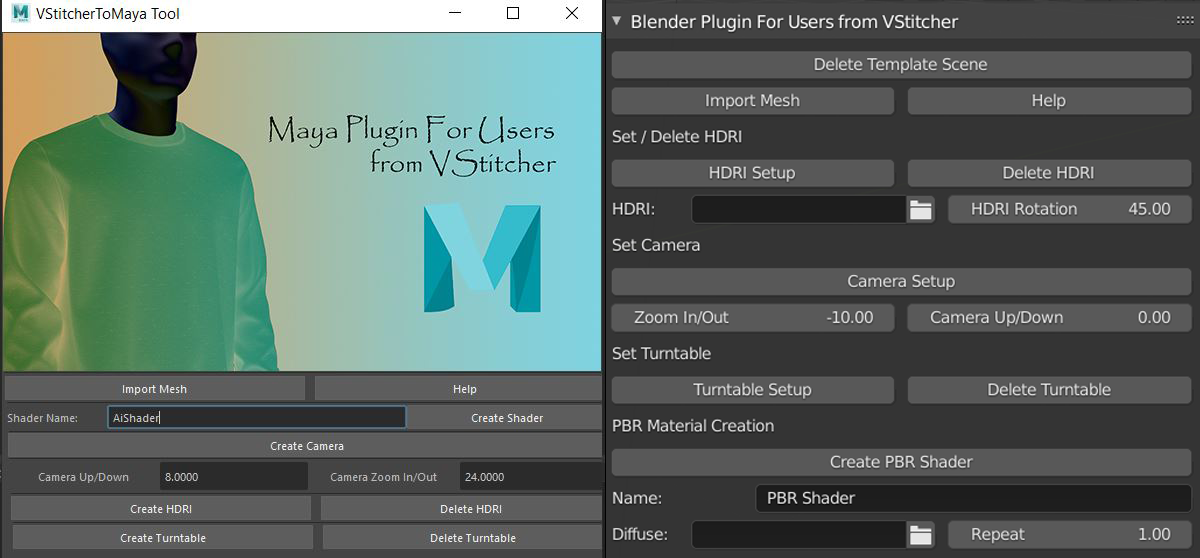 VStitcherToMaya Tool
Maya Plugin For Users
from VStitcher
Import Mesh
Help
Shader Name:
AiShader
Create Shader
Create Camera
Camera Up/Down
8.0000
Camera Zoom In/Out
24.0000
Create HDRI
Delete HDRI
Create Turntable
Delete Turntable
Blender Plugin For Users from VStitcher
Delete Template Scene
Import Mesh
Help
Set / Delete HDRI
HDRI Setup
Delete HDRI
HDRI:
HDRI Rotation 45.00
Set Camera
Camera Setup
Zoom In/Out -10.00
Camera Up/Down 0.00
Set Turntable
Turntable Setup
Delete Turntable
PBR Material Creation
Create PBR Shader
Name:
PBR Shader
Diffuse:
Repeat 1.00